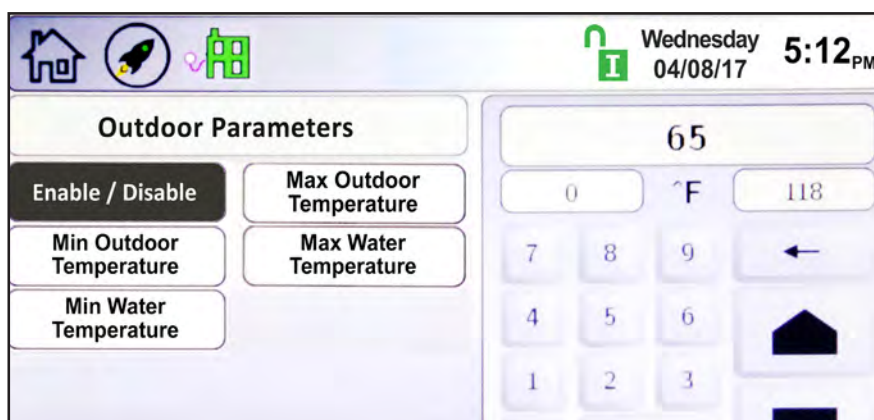 Wednesday
04/08/17
5:12PM
I
Outdoor Parameters
Enable / Disable
Max Outdoor
Temperature
Min Outdoor
Temperature
Max Water
Temperature
Min Water
Temperature
65
0 °F 118
7 8 9 ←
4 5 6
1 2 3